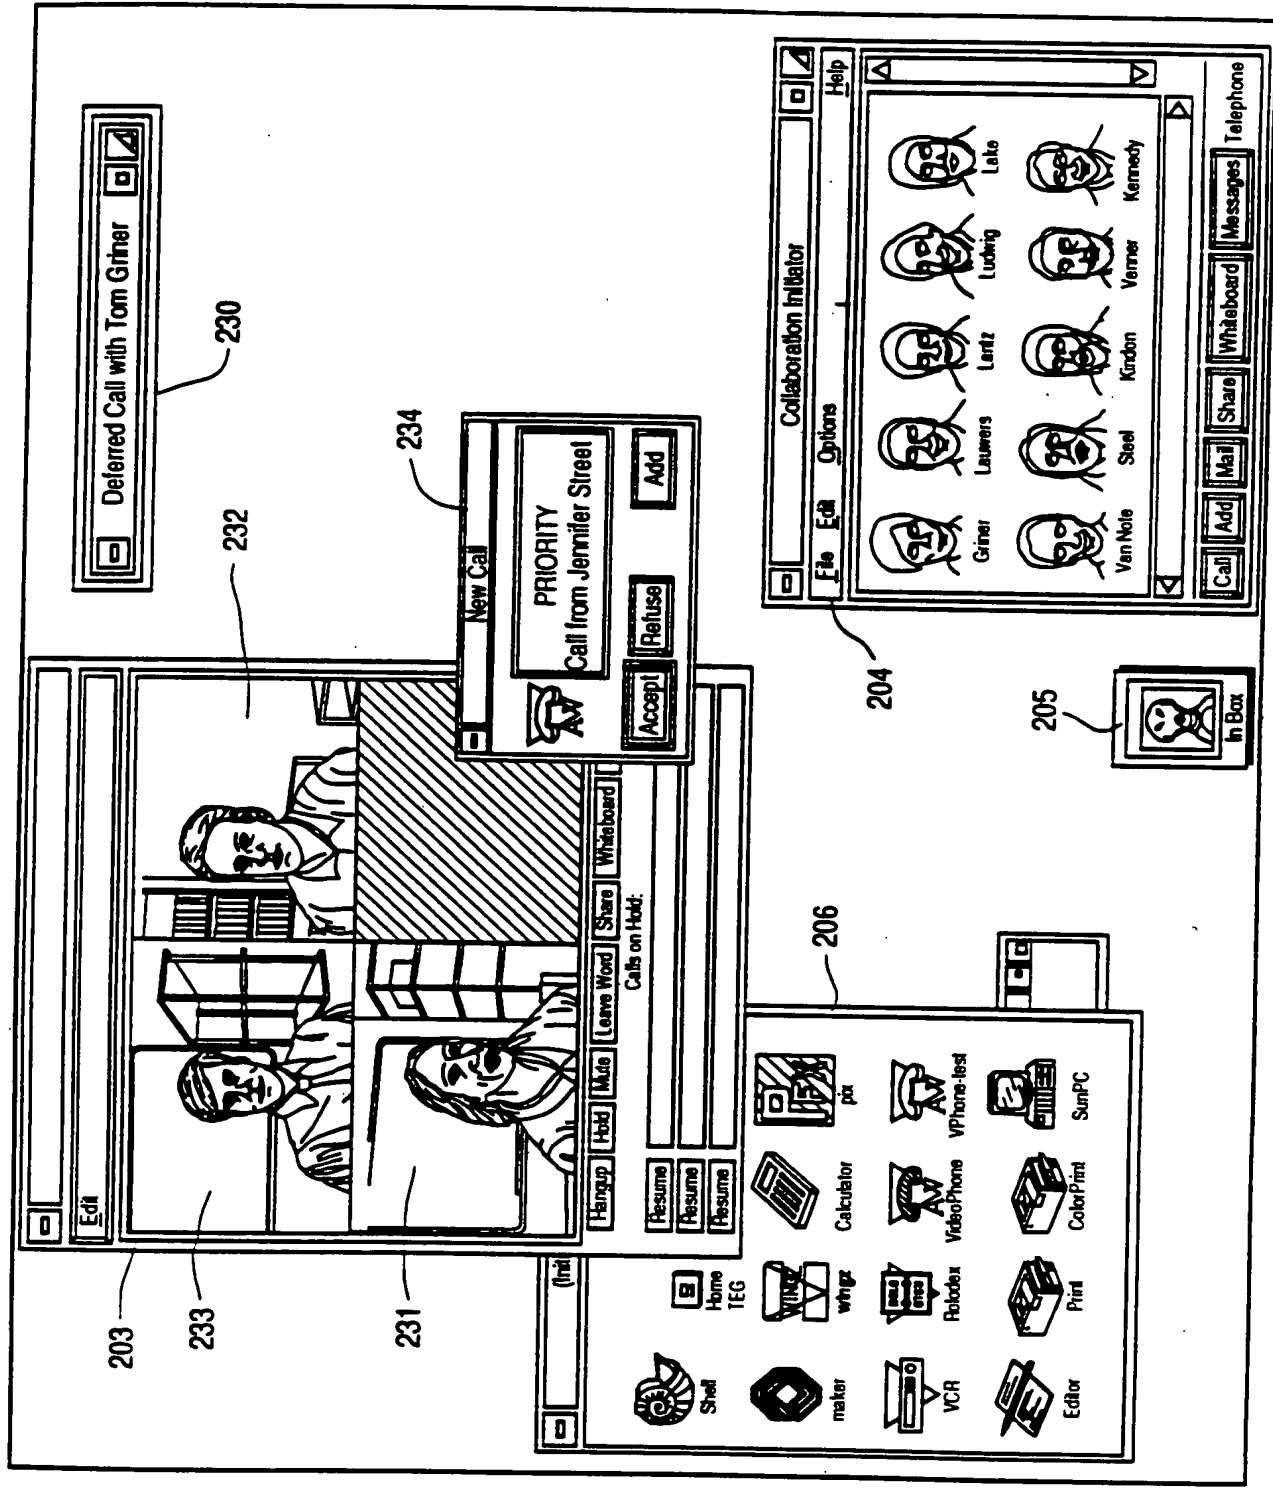 203
Edit
233
232
231
Hangup
Hold
Mute
Leave Word
Share
Whiteboard
Calls on Hold:
Resume
Resume
Resume
Deferred Call with Tom Griner
230
234
New Call
PRIORITY
Call from Jennifer Street
Accept
Refuse
Add
206
Shell
Home
TEG
maker
wingz
Calculator
pix
VCR
Rolodex
VideoPhone
VPhone-test
Editor
Print
ColorPrint
SunPC
205
In Box
204
Collaboration Initiator
File
Edit
Options
Help
Griner
Lauwers
Lantz
Ludwig
Lake
Van Note
Steel
Kindon
Venner
Kennedy
Call
Add
Mail
Share
Whiteboard
Messages
Telephone